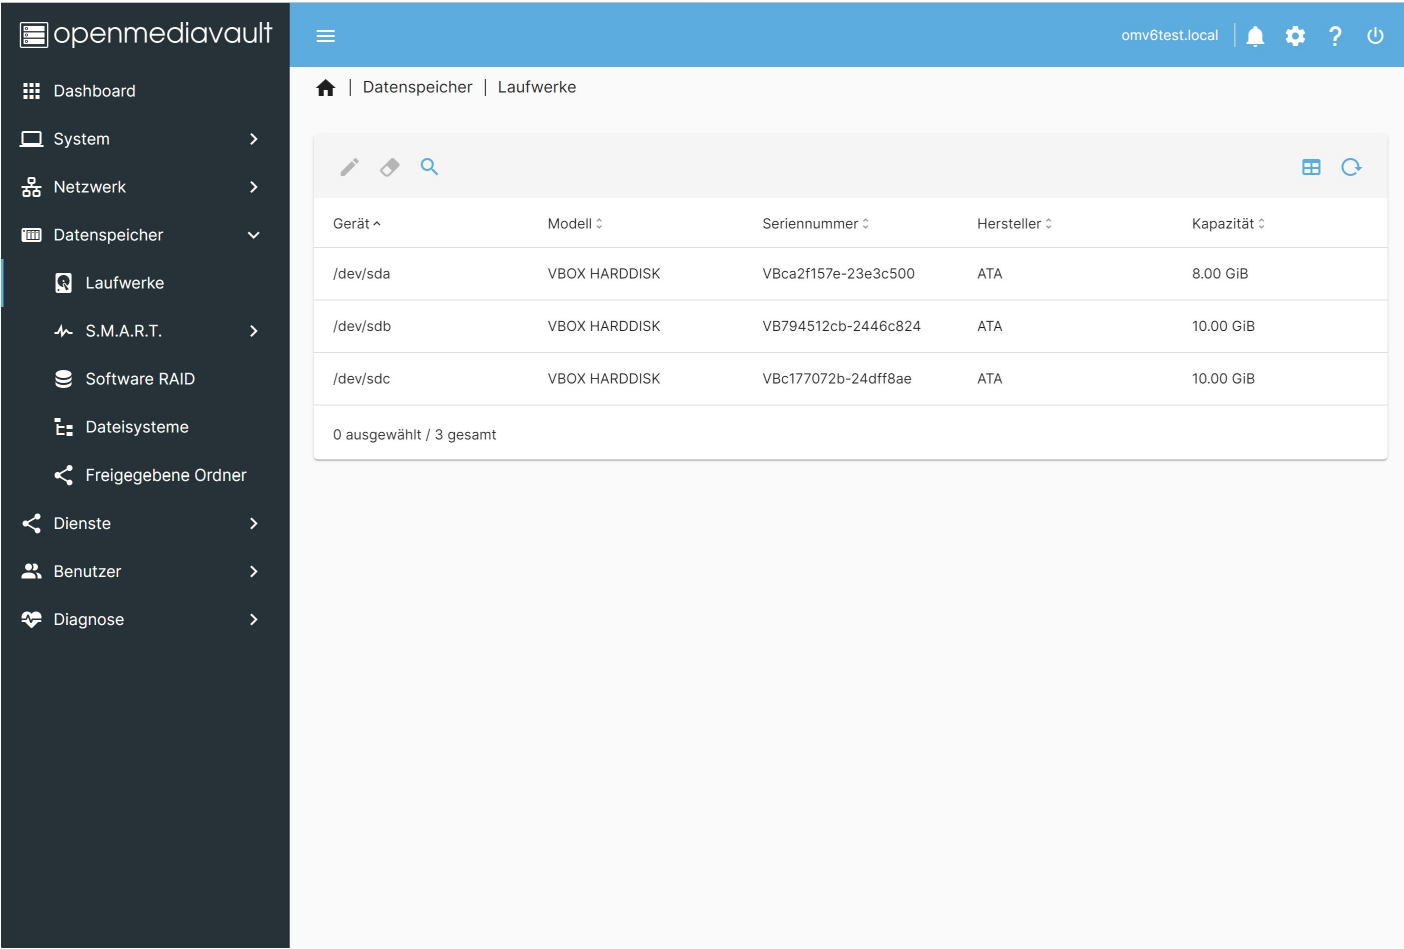 openmediavault
omv6test.local
Dashboard
System
Netzwerk
Datenspeicher
Laufwerke
S.M.A.R.T.
Software RAID
Dateisysteme
Freigegebene Ordner
Dienste
Benutzer
Diagnose
| Datenspeicher | Laufwerke
Gerät Modell Seriennummer Hersteller Kapazität
/dev/sda VBOX HARDDISK VBca2f157e-23e3c500 ATA 8.00 GiB
/dev/sdb VBOX HARDDISK VB794512cb-2446c824 ATA 10.00 GiB
/dev/sdc VBOX HARDDISK VBc177072b-24dff8ae ATA 10.00 GiB
0 ausgewählt / 3 gesamt